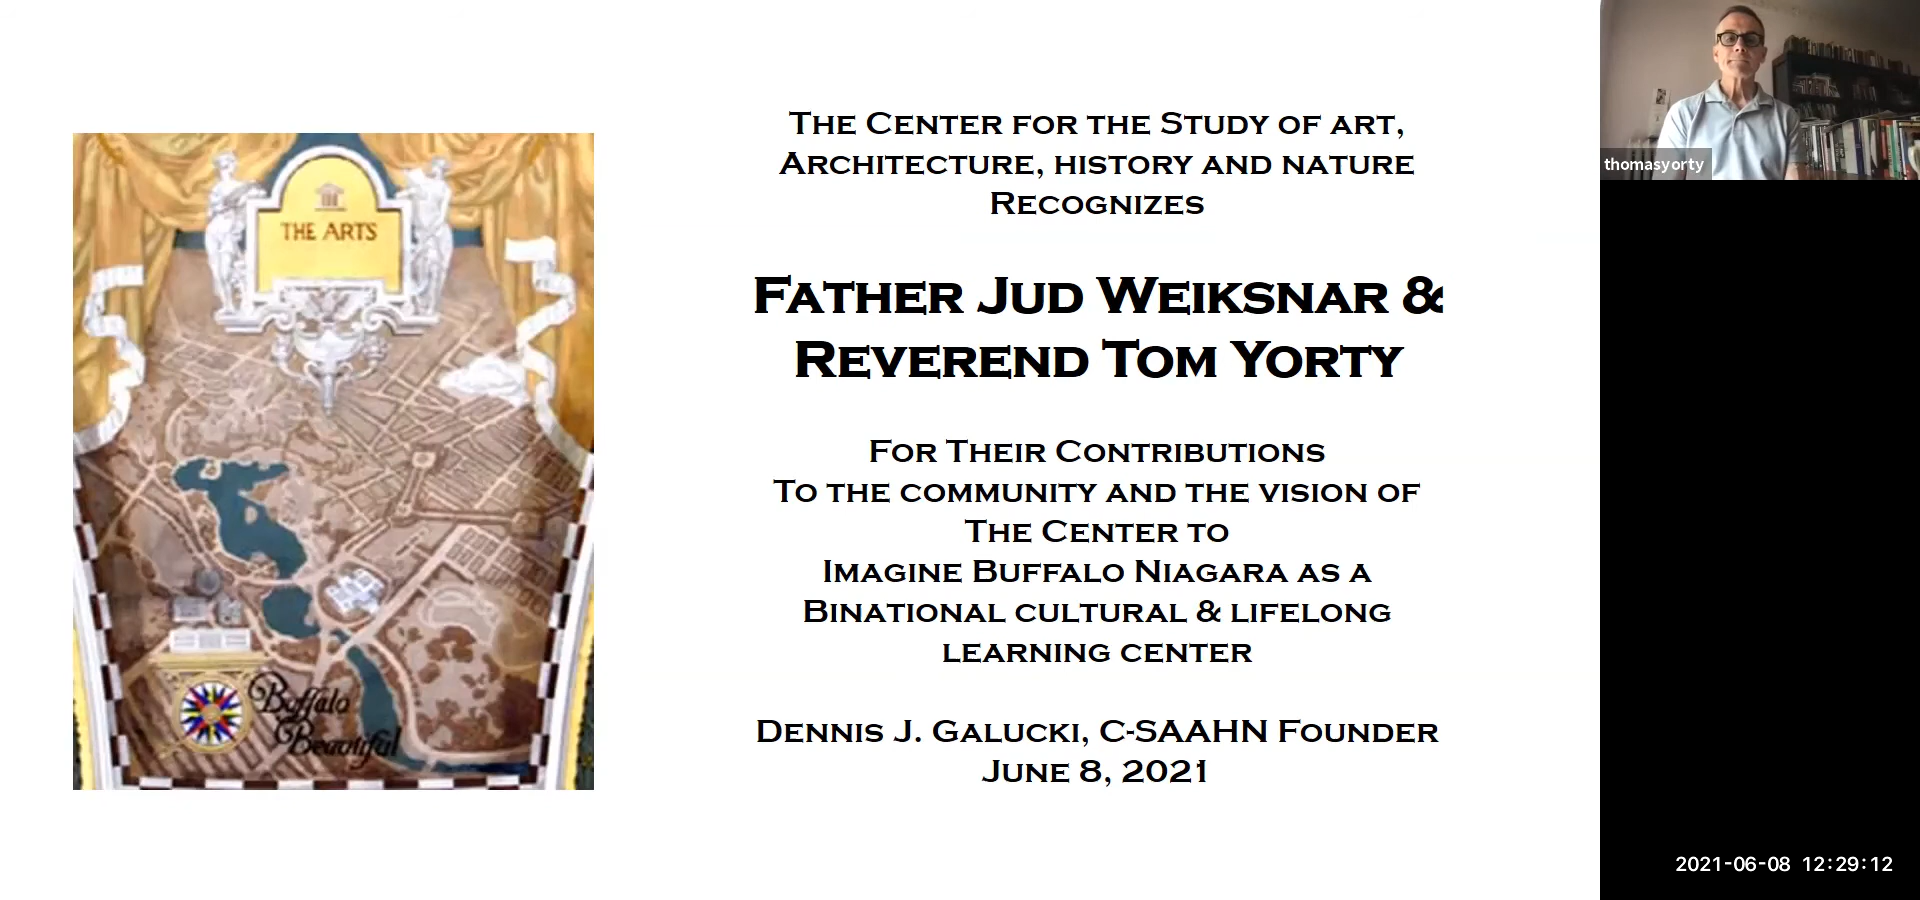 THE ARTS
Buffalo
Beautiful
The Center for the Study of art,
Architecture, history and nature
Recognizes
Father Jud Weiksnar &
Reverend Tom Yorty
For Their Contributions
To the community and the vision of
The Center to
Imagine Buffalo Niagara as a
Binational cultural & lifelong
learning center
Dennis J. Galucki, C-SAAHN Founder
June 8, 2021
thomasyorty
2021-06-08 12:29:12